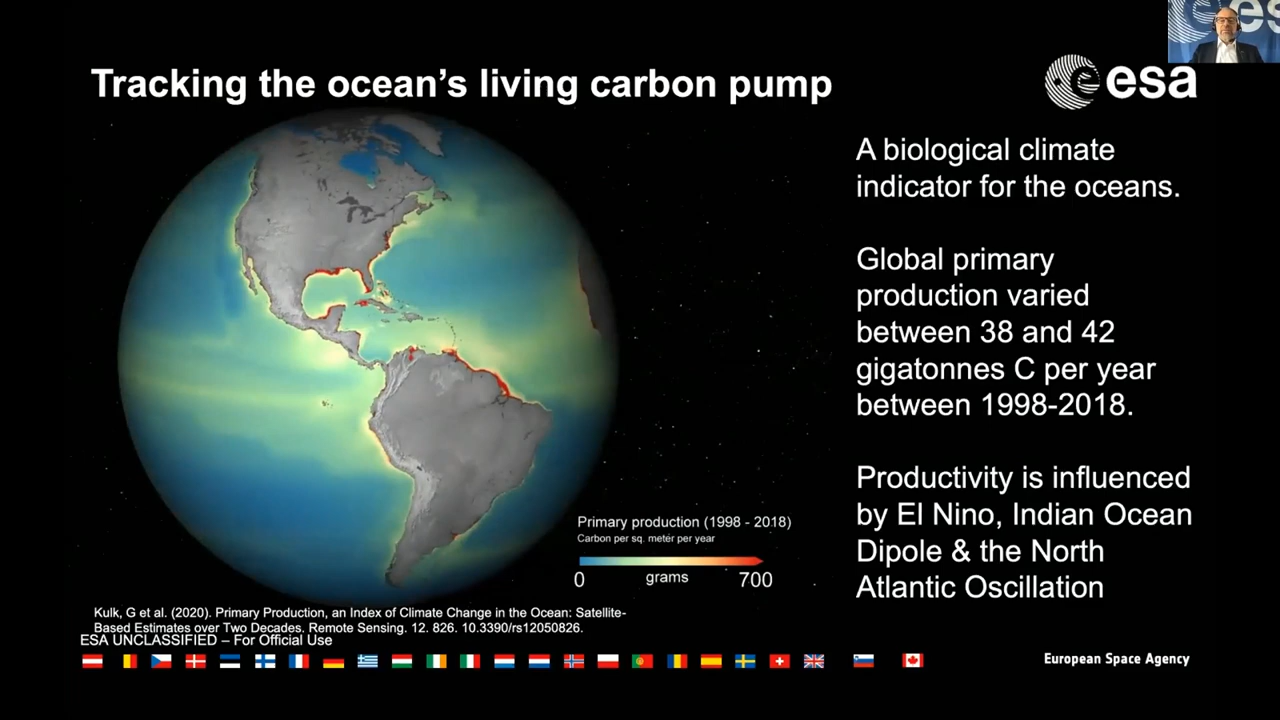 Tracking the ocean's living carbon pump
esa
A biological climate
indicator for the oceans.
Global primary
production varied
between 38 and 42
gigatonnes C per year
between 1998-2018.
Productivity is influenced
by El Nino, Indian Ocean
Dipole & the North
Atlantic Oscillation
Primary production (1998 - 2018)
Carbon per sq. meter per year
0 grams 700
Kulk, G et al. (2020). Primary Production, an Index of Climate Change in the Ocean: Satellite-
Based Estimates over Two Decades. Remote Sensing. 12. 826. 10.3390/rs12050826.
ESA UNCLASSIFIED – For Official Use
European Space Agency